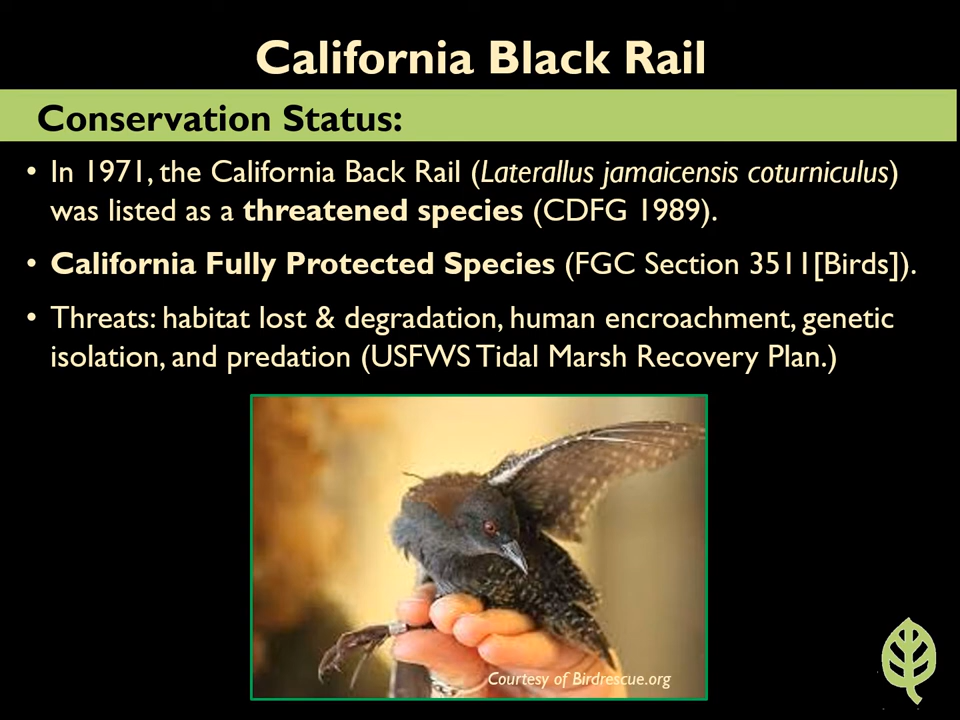 California Black Rail
Conservation Status:
• In 1971, the California Back Rail (Laterallus jamaicensis coturniculus)
was listed as a threatened species (CDFG 1989).
• California Fully Protected Species (FGC Section 3511[Birds]).
• Threats: habitat lost & degradation, human encroachment, genetic
isolation, and predation (USFWS Tidal Marsh Recovery Plan.)
Courtesy of Birdrescue.org